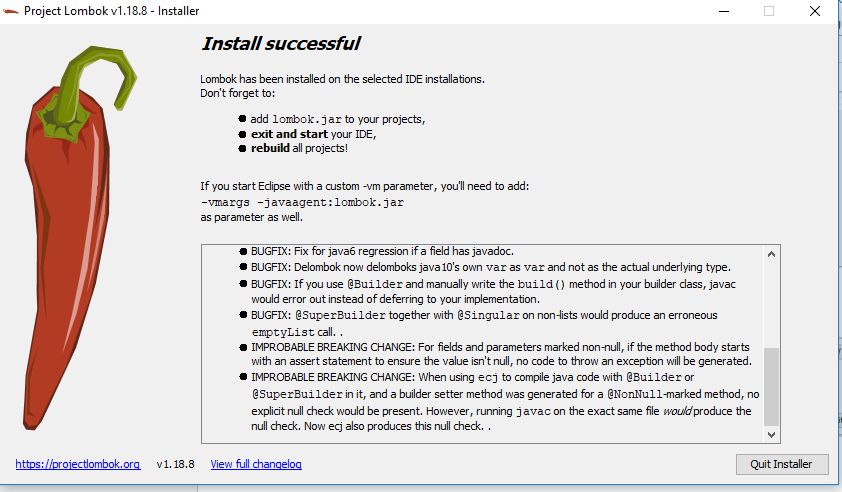 Project Lombok v1.18.8 - Installer
Install successful
Lombok has been installed on the selected IDE installations.
Don't forget to:
● add lombok.jar to your projects,
● exit and start your IDE,
● rebuild all projects!
If you start Eclipse with a custom -vm parameter, you'll need to add:
-vmargs -javaagent:lombok.jar
as parameter as well.
● BUGFIX: Fix for java6 regression if a field has javadoc.
● BUGFIX: Delombok now delomboks java10's own var as var and not as the actual underlying type.
● BUGFIX: If you use @Builder and manually write the build() method in your builder class, javac
would error out instead of deferring to your implementation.
● BUGFIX: @SuperBuilder together with @Singular on non-lists would produce an erroneous
emptyList call. .
● IMPROBABLE BREAKING CHANGE: For fields and parameters marked non-null, if the method body starts
with an assert statement to ensure the value isn't null, no code to throw an exception will be generated.
● IMPROBABLE BREAKING CHANGE: When using ecj to compile java code with @Builder or
@SuperBuilder in it, and a builder setter method was generated for a @NonNull-marked method, no
explicit null check would be present. However, running javac on the exact same file would produce the
null check. Now ecj also produces this null check. .
https://projectlombok.org v1.18.8 View full changelog Quit Installer